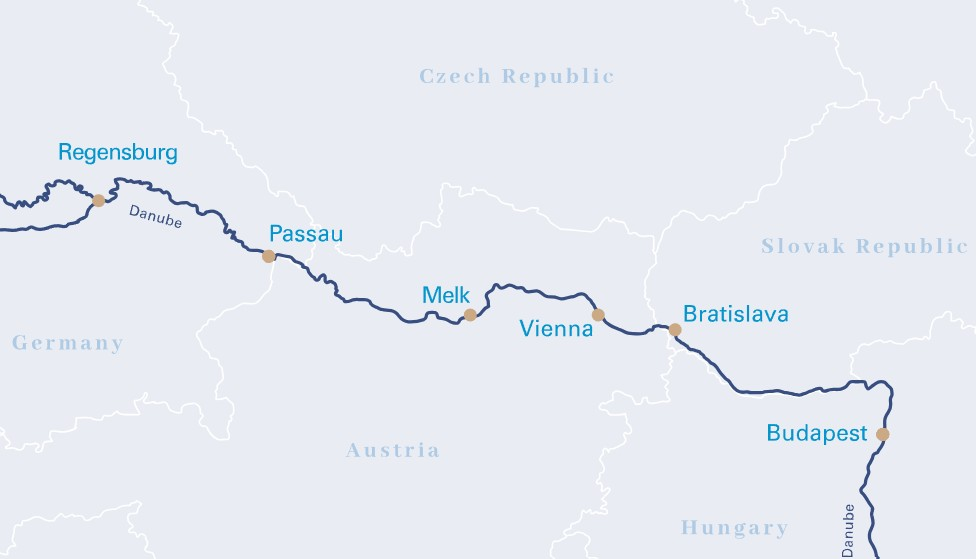 Czech Republic
Regensburg
Danube
Passau
Slovak Republic
Melk
Bratislava
Vienna
Germany
Budapest
Austria
Hungary
Danube